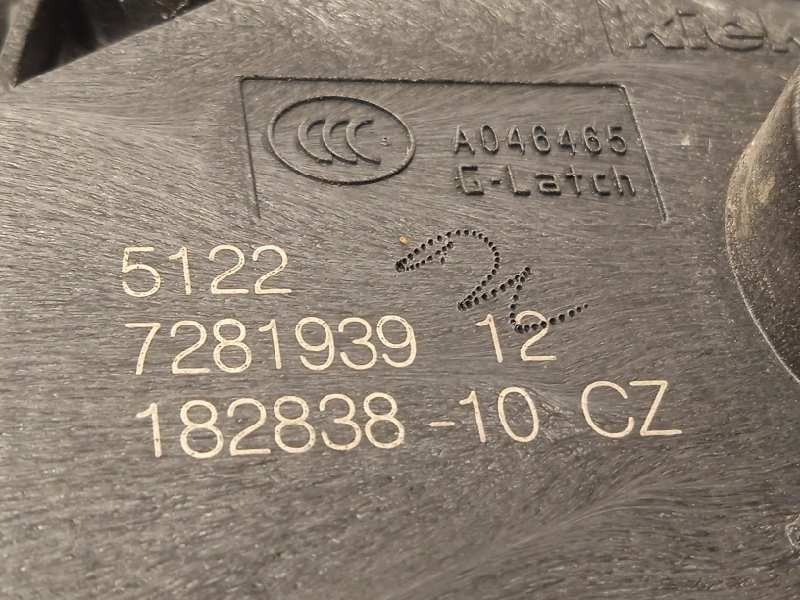 CCC S
A046465
G-Latch
5122
7281939 12
182838-10 CZ